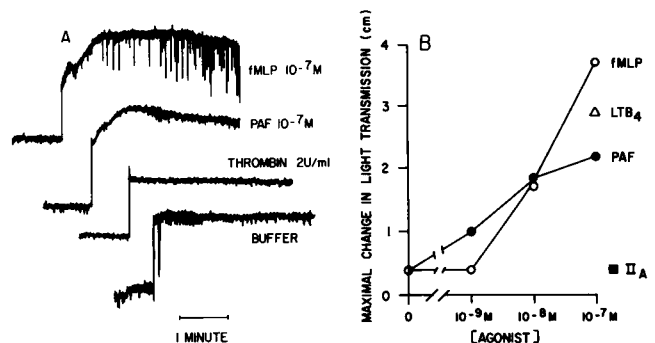 A
fMLP 10⁻⁷M
PAF 10⁻⁷M
THROMBIN 2U/ml
BUFFER
1 MINUTE
B
MAXIMAL CHANGE IN LIGHT TRANSMISSION (cm)
4
3
2
1
0
fMLP
LTB₄
PAF
II_A
0
10⁻⁹M
10⁻⁸M
10⁻⁷M
[AGONIST]